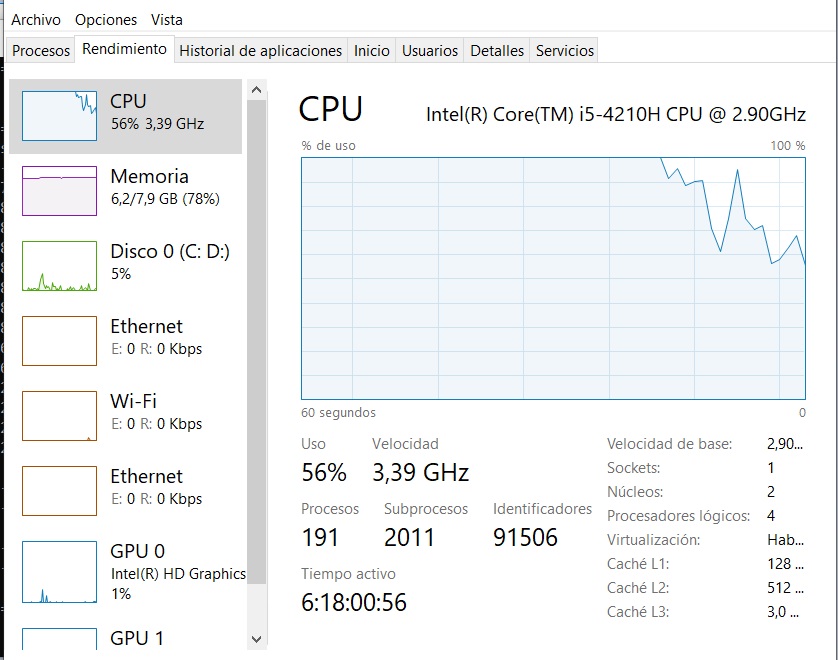 Archivo Opciones Vista
Procesos Rendimiento Historial de aplicaciones Inicio Usuarios Detalles Servicios
CPU
56% 3,39 GHz
Memoria
6,2/7,9 GB (78%)
Disco 0 (C: D:)
5%
Ethernet
E: 0 R: 0 Kbps
Wi-Fi
E: 0 R: 0 Kbps
Ethernet
E: 0 R: 0 Kbps
GPU 0
Intel(R) HD Graphics
1%
GPU 1
CPU Intel(R) Core(TM) i5-4210H CPU @ 2.90GHz
% de uso 100 %
60 segundos 0
Uso Velocidad
56% 3,39 GHz
Procesos Subprocesos Identificadores
191 2011 91506
Tiempo activo
6:18:00:56
Velocidad de base: 2,90...
Sockets: 1
Núcleos: 2
Procesadores lógicos: 4
Virtualización: Hab...
Caché L1: 128 ...
Caché L2: 512 ...
Caché L3: 3,0 ...